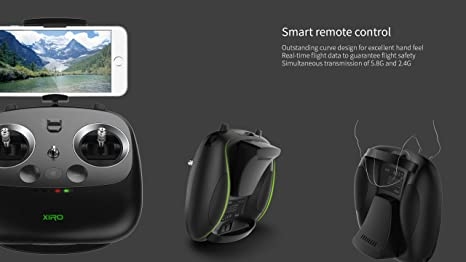 Smart remote control
Outstanding curve design for excellent hand feel
Real-time flight data to guarantee flight safety
Simultaneous transmission of 5.8G and 2.4G
XIRO